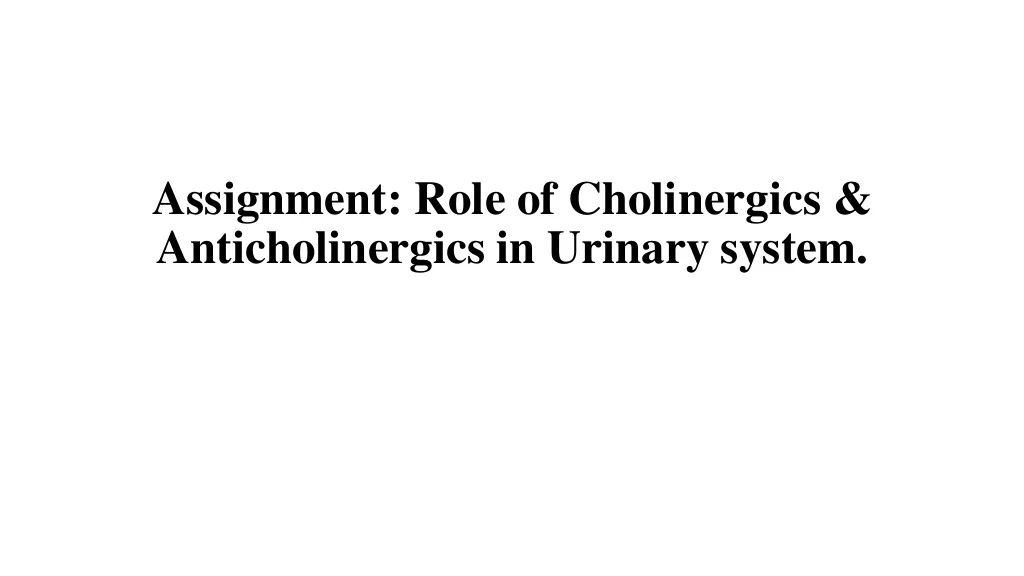 Assignment: Role of Cholinergics &
Anticholinergics in Urinary system.